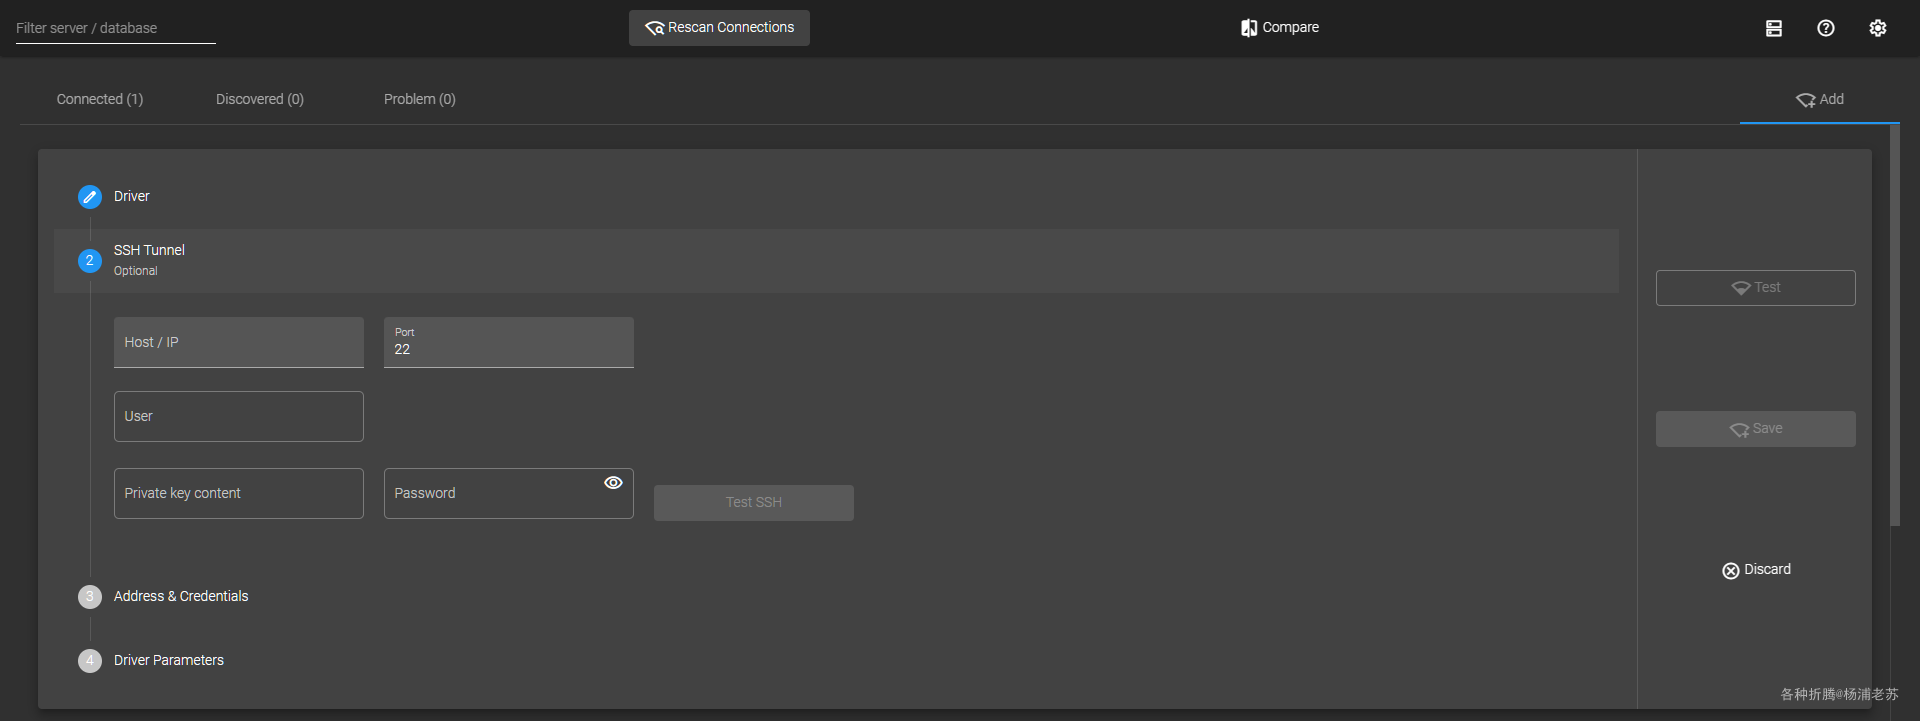 Filter server / database
Rescan Connections
Compare
Connected (1)
Discovered (0)
Problem (0)
Add
Driver
2
SSH Tunnel
Optional
Host / IP
Port
22
User
Private key content
Password
Test SSH
3
Address & Credentials
4
Driver Parameters
Test
Save
Discard
各种折腾@杨浦老苏